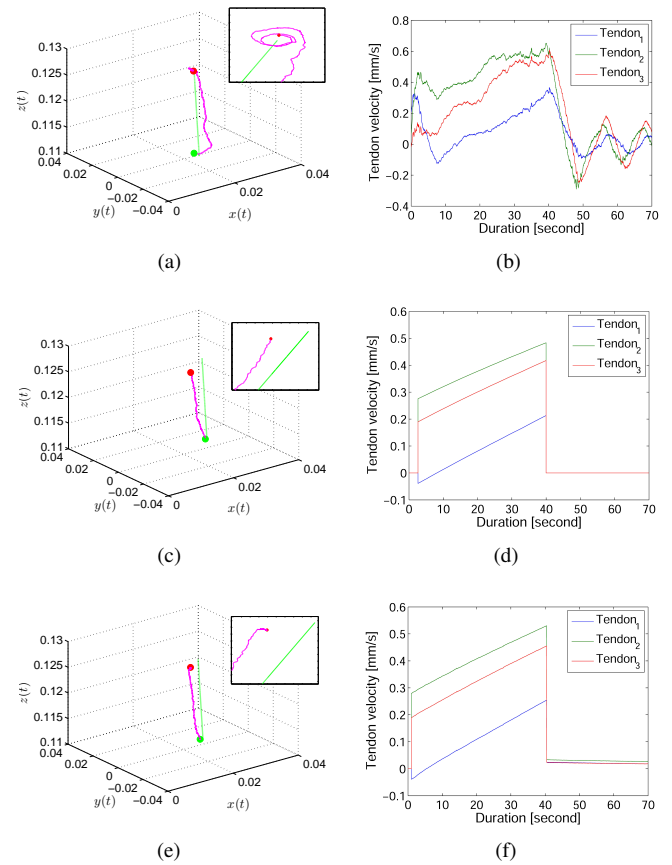 0.13
0.125
0.12
0.115
0.11
z(t)
0.04
0.02
0
−0.02
−0.04
y(t)
0
0.02
0.04
x(t)
(a)
0.8
0.6
0.4
0.2
0
-0.2
-0.4
Tendon velocity [mm/s]
Tendon1
Tendon2
Tendon3
0 10 20 30 40 50 60 70
Duration [second]
(b)
0.13
0.125
0.12
0.115
0.11
z(t)
0.04
0.02
0
−0.02
−0.04
y(t)
0
0.02
0.04
x(t)
(c)
0.6
0.5
0.4
0.3
0.2
0.1
0
-0.1
Tendon velocity [mm/s]
Tendon1
Tendon2
Tendon3
0 10 20 30 40 50 60 70
Duration [second]
(d)
0.13
0.125
0.12
0.115
0.11
z(t)
0.04
0.02
0
−0.02
−0.04
y(t)
0
0.02
0.04
x(t)
(e)
0.6
0.5
0.4
0.3
0.2
0.1
0
-0.1
Tendon velocity [mm/s]
Tendon1
Tendon2
Tendon3
0 10 20 30 40 50 60 70
Duration [second]
(f)